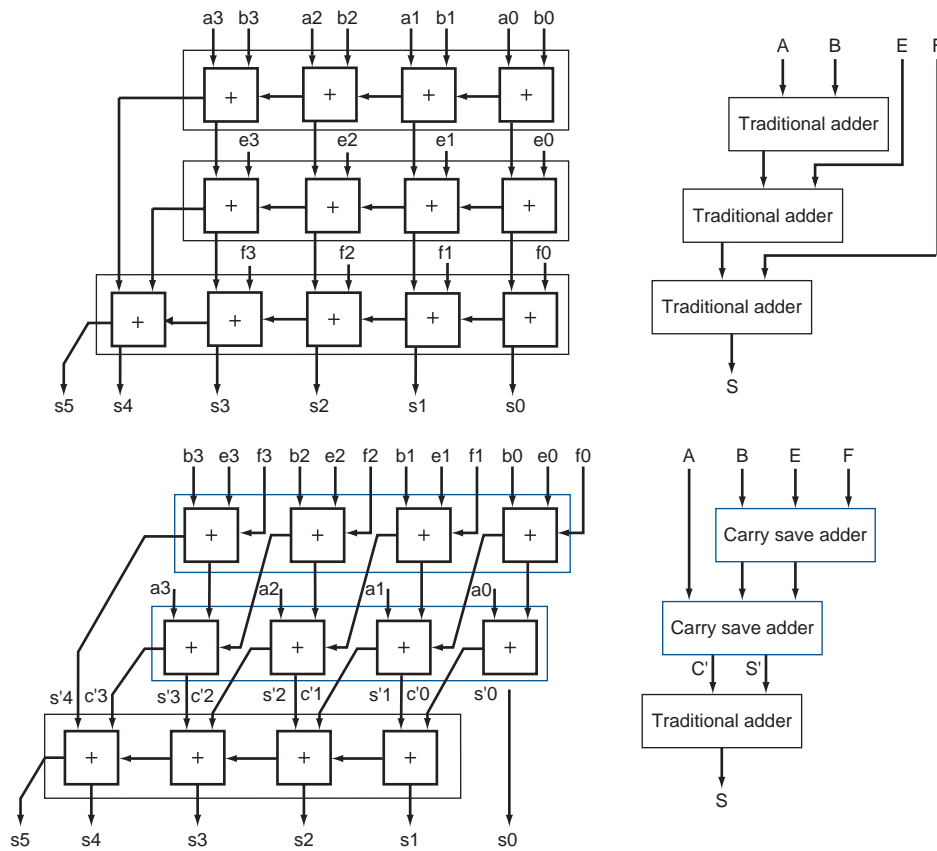 a3 b3 a2 b2 a1 b1 a0 b0
+ + + +
e3 e2 e1 e0
+ + + +
f3 f2 f1 f0
+ + + + +
s5 s4 s3 s2 s1 s0
A B E F
Traditional adder
Traditional adder
Traditional adder
S
b3 e3 f3 b2 e2 f2 b1 e1 f1 b0 e0 f0
+ + + +
a3 a2 a1 a0
+ + + +
s'4 c'3 s'3 c'2 s'2 c'1 s'1 c'0 s'0
+ + + +
s5 s4 s3 s2 s1 s0
A B E F
Carry save adder
Carry save adder
C' S'
Traditional adder
S